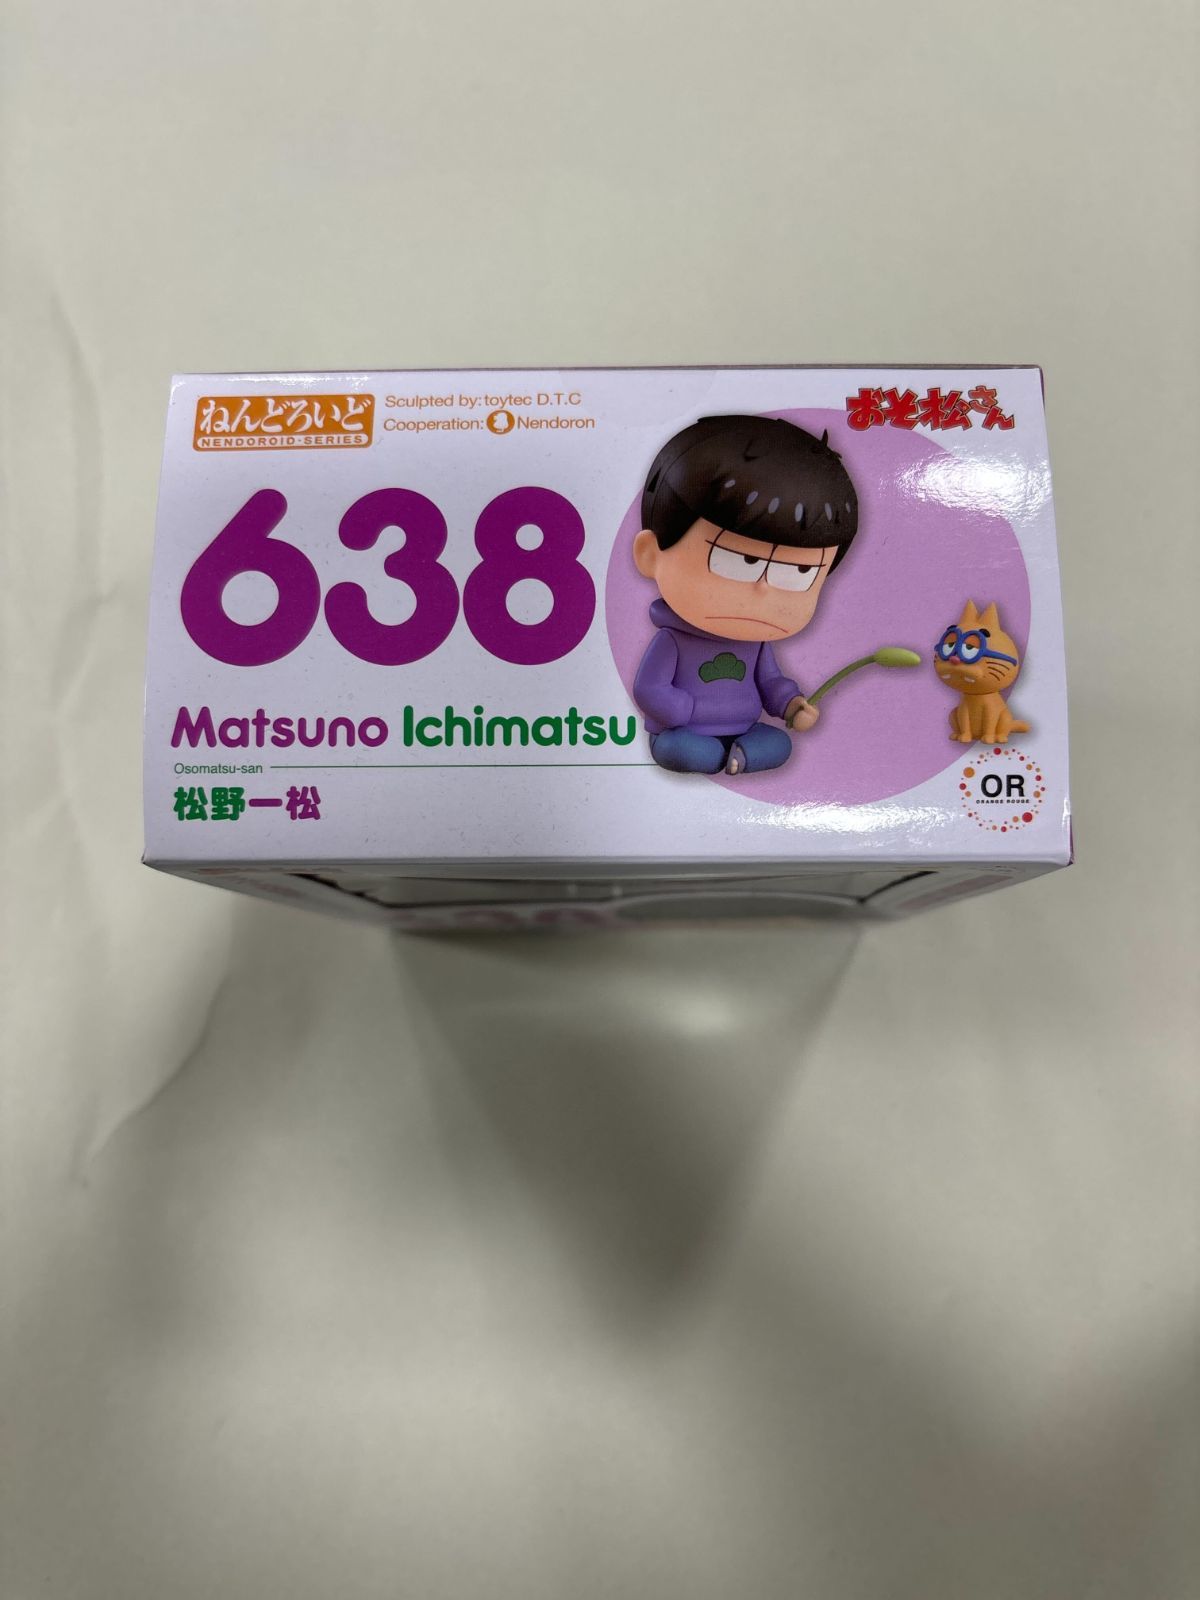 ねんどろいど
NENDOROID・SERIES
Sculpted by: toytec D.T.C
Cooperation: Nendoron
おそ松さん
638
Matsuno Ichimatsu
Osomatsu-san
松野一松
OR
ORANGE ROUGE